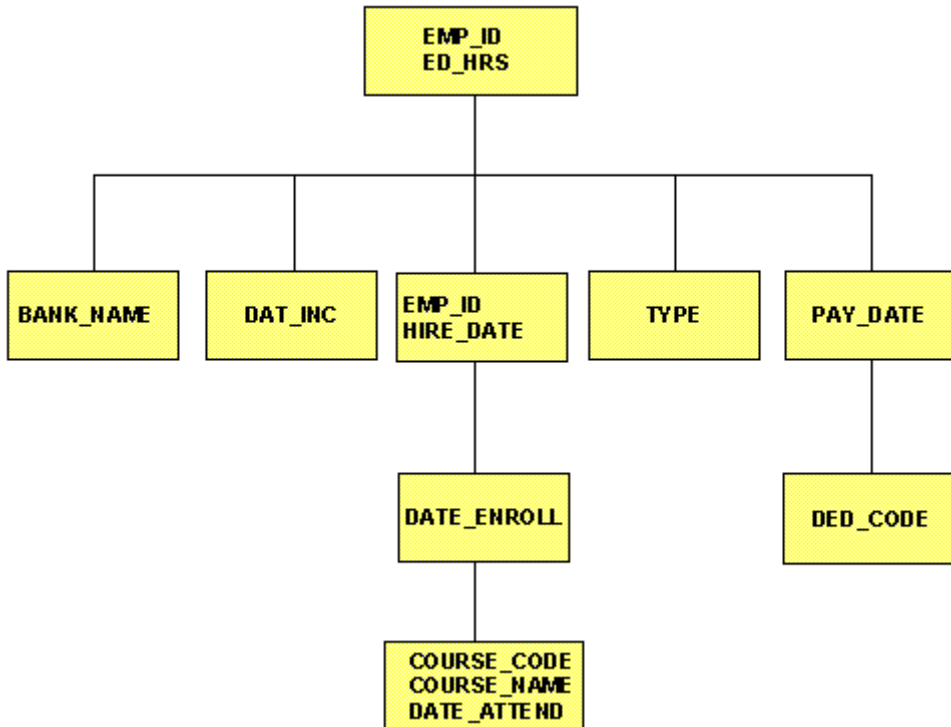 EMP_ID
ED_HRS
BANK_NAME
DAT_INC
EMP_ID
HIRE_DATE
TYPE
PAY_DATE
DATE_ENROLL
DED_CODE
COURSE_CODE
COURSE_NAME
DATE_ATTEND